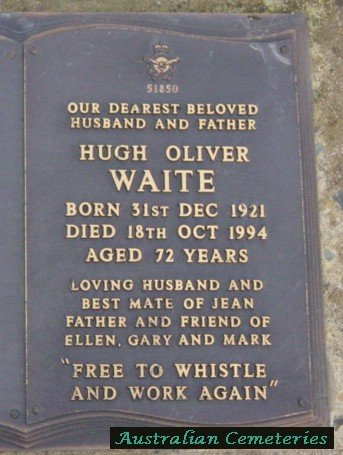 51850
OUR DEAREST BELOVED
HUSBAND AND FATHER
HUGH OLIVER
WAITE
BORN 31ST DEC 1921
DIED 18TH OCT 1994
AGED 72 YEARS
LOVING HUSBAND AND
BEST MATE OF JEAN
FATHER AND FRIEND OF
ELLEN, GARY AND MARK
"FREE TO WHISTLE
AND WORK AGAIN"
Australian Cemeteries